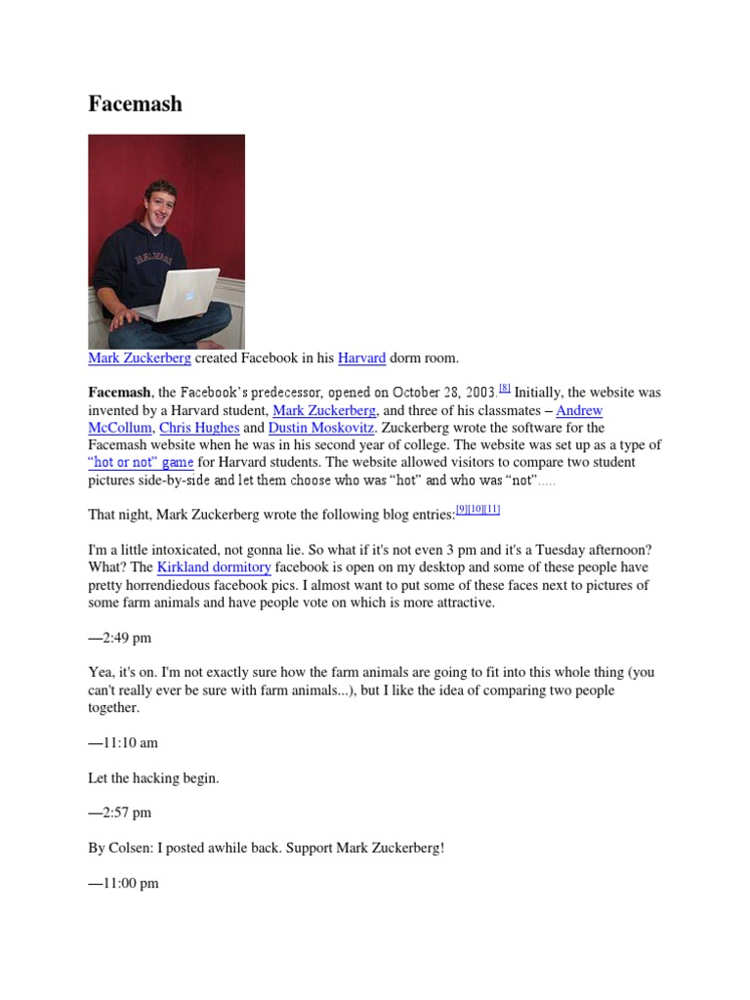 Facemash
HARVARD
Mark Zuckerberg created Facebook in his Harvard dorm room.
Facemash, the Facebook’s predecessor, opened on October 28, 2003.[8] Initially, the website was
invented by a Harvard student, Mark Zuckerberg, and three of his classmates – Andrew
McCollum, Chris Hughes and Dustin Moskovitz. Zuckerberg wrote the software for the
Facemash website when he was in his second year of college. The website was set up as a type of
“hot or not” game for Harvard students. The website allowed visitors to compare two student
pictures side-by-side and let them choose who was “hot” and who was “not”.....
That night, Mark Zuckerberg wrote the following blog entries:[9][10][11]
I'm a little intoxicated, not gonna lie. So what if it's not even 3 pm and it's a Tuesday afternoon?
What? The Kirkland dormitory facebook is open on my desktop and some of these people have
pretty horrendiedous facebook pics. I almost want to put some of these faces next to pictures of
some farm animals and have people vote on which is more attractive.
—2:49 pm
Yea, it's on. I'm not exactly sure how the farm animals are going to fit into this whole thing (you
can't really ever be sure with farm animals...), but I like the idea of comparing two people
together.
—11:10 am
Let the hacking begin.
—2:57 pm
By Colsen: I posted awhile back. Support Mark Zuckerberg!
—11:00 pm